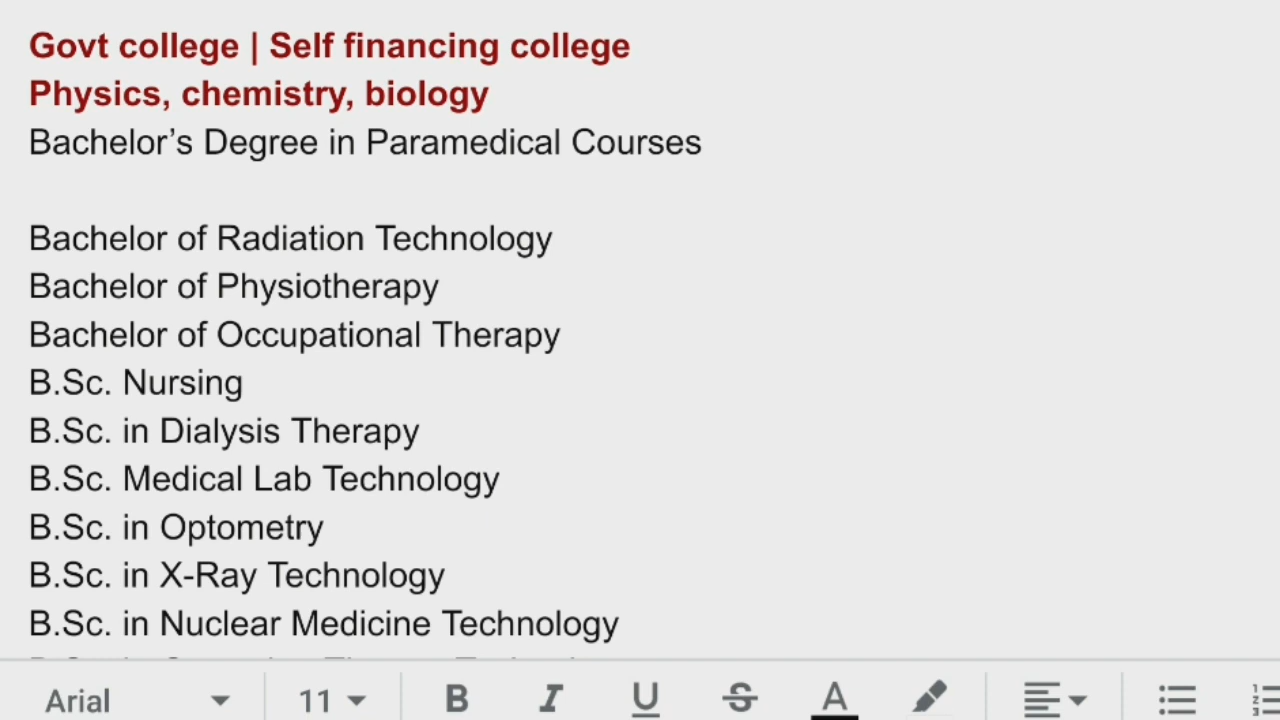 Govt college | Self financing college
Physics, chemistry, biology
Bachelor’s Degree in Paramedical Courses
Bachelor of Radiation Technology
Bachelor of Physiotherapy
Bachelor of Occupational Therapy
B.Sc. Nursing
B.Sc. in Dialysis Therapy
B.Sc. Medical Lab Technology
B.Sc. in Optometry
B.Sc. in X-Ray Technology
B.Sc. in Nuclear Medicine Technology
Arial 11 B I U S A